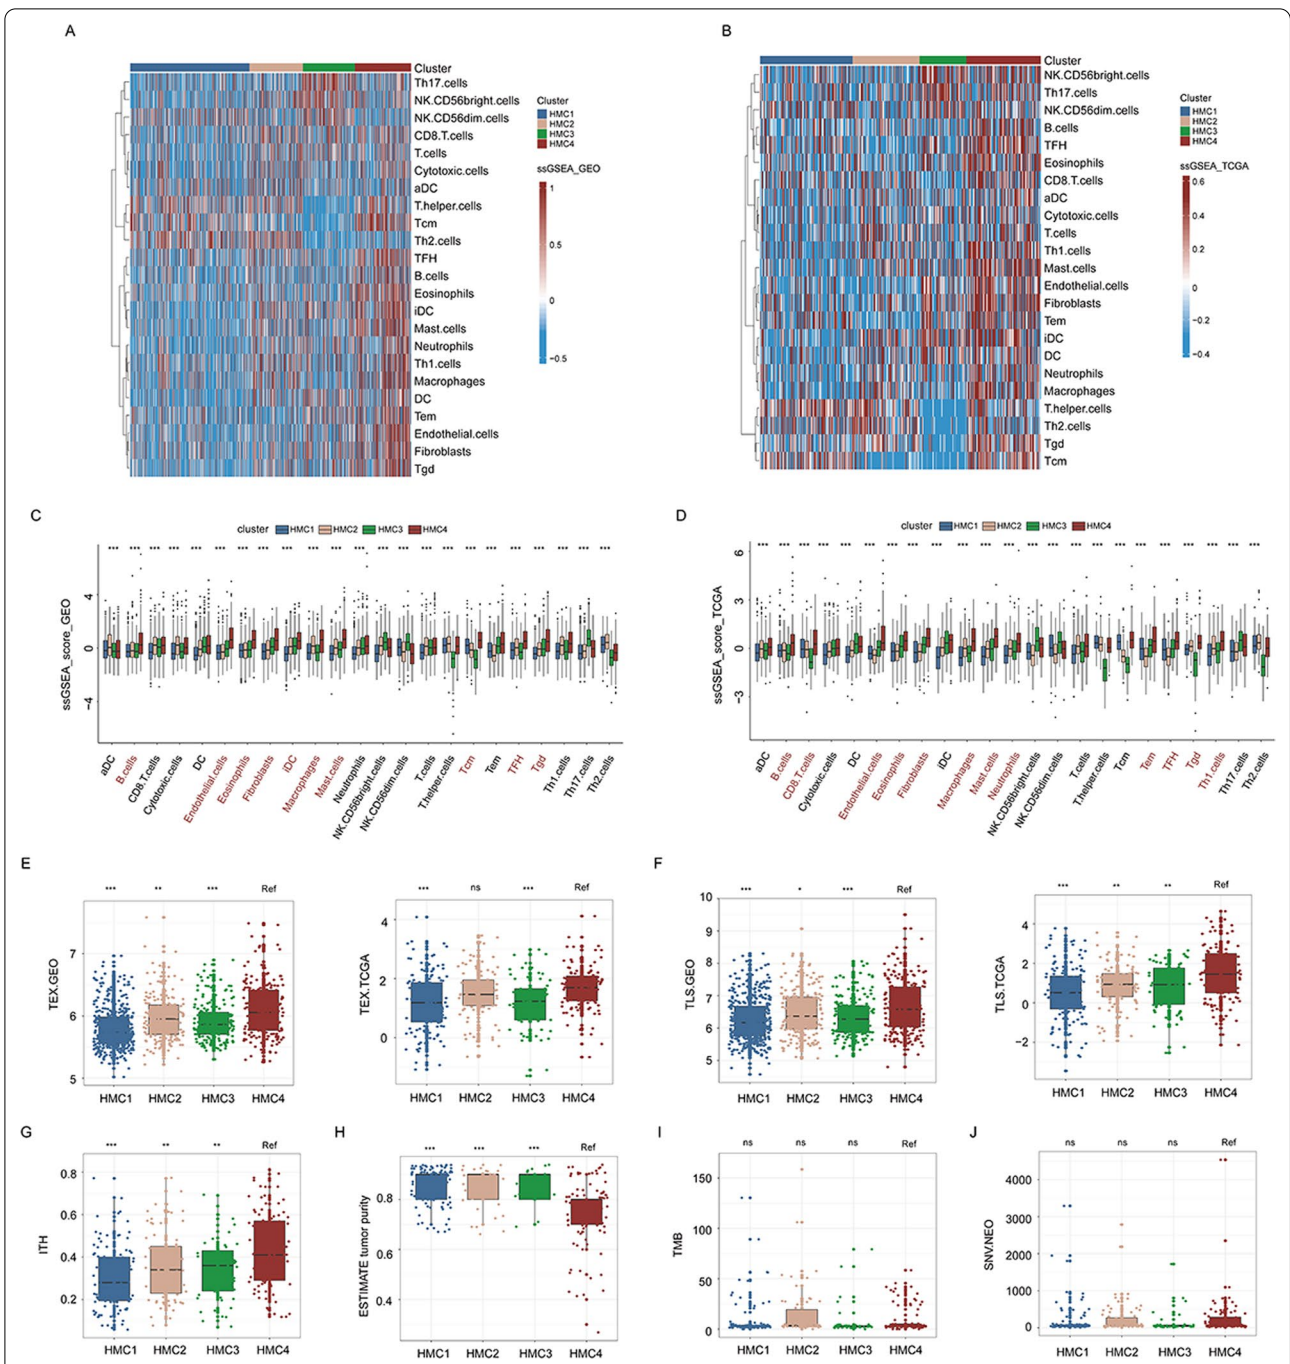 A
Cluster
Th17.cells
NK.CD56bright.cells
NK.CD56dim.cells
CD8.T.cells
T.cells
Cytotoxic.cells
aDC
T.helper.cells
Tcm
Th2.cells
TFH
B.cells
Eosinophils
iDC
Mast.cells
Neutrophils
Th1.cells
Macrophages
DC
Tem
Endothelial.cells
Fibroblasts
Tgd
Cluster
HMC1
HMC2
HMC3
HMC4
ssGSEA_GEO
1
0.5
0
−0.5
B
Cluster
NK.CD56bright.cells
Th17.cells
NK.CD56dim.cells
B.cells
TFH
Eosinophils
CD8.T.cells
aDC
Cytotoxic.cells
T.cells
Th1.cells
Mast.cells
Endothelial.cells
Fibroblasts
Tem
iDC
DC
Neutrophils
Macrophages
T.helper.cells
Th2.cells
Tgd
Tcm
Cluster
HMC1
HMC2
HMC3
HMC4
ssGSEA_TCGA
0.6
0.4
0.2
0
−0.2
−0.4
C
cluster HMC1 HMC2 HMC3 HMC4
*** *** *** *** *** *** *** *** *** *** *** *** *** *** *** *** *** *** *** *** *** *** ***
ssGSEA_score_GEO
4
0
−4
aDC
B.cells
CD8.T.cells
Cytotoxic.cells
DC
Endothelial.cells
Eosinophils
Fibroblasts
iDC
Macrophages
Mast.cells
Neutrophils
NK.CD56bright.cells
NK.CD56dim.cells
T.cells
T.helper.cells
Tcm
Tem
TFH
Tgd
Th1.cells
Th17.cells
Th2.cells
D
cluster HMC1 HMC2 HMC3 HMC4
*** *** *** *** *** *** *** *** *** *** *** *** *** *** *** *** *** *** *** *** *** *** ***
ssGSEA_score_TCGA
6
3
0
−3
aDC
B.cells
CD8.T.cells
Cytotoxic.cells
DC
Endothelial.cells
Eosinophils
Fibroblasts
iDC
Macrophages
Mast.cells
Neutrophils
NK.CD56bright.cells
NK.CD56dim.cells
T.cells
T.helper.cells
Tcm
Tem
TFH
Tgd
Th1.cells
Th17.cells
Th2.cells
E
*** ** *** Ref
TEX.GEO
7
6
5
HMC1 HMC2 HMC3 HMC4
*** ns *** Ref
TEX.TCGA
4
2
0
HMC1 HMC2 HMC3 HMC4
F
*** * *** Ref
TLS.GEO
10
9
8
7
6
5
HMC1 HMC2 HMC3 HMC4
*** ** ** Ref
TLS.TCGA
4
2
0
−2
HMC1 HMC2 HMC3 HMC4
G
*** ** ** Ref
ITH
0.8
0.6
0.4
0.2
HMC1 HMC2 HMC3 HMC4
H
*** *** *** Ref
ESTIMATE tumor purity
0.8
0.6
0.4
HMC1 HMC2 HMC3 HMC4
I
ns ns ns Ref
TMB
150
100
50
0
HMC1 HMC2 HMC3 HMC4
J
ns ns ns Ref
SNV.NEO
4000
3000
2000
1000
0
HMC1 HMC2 HMC3 HMC4